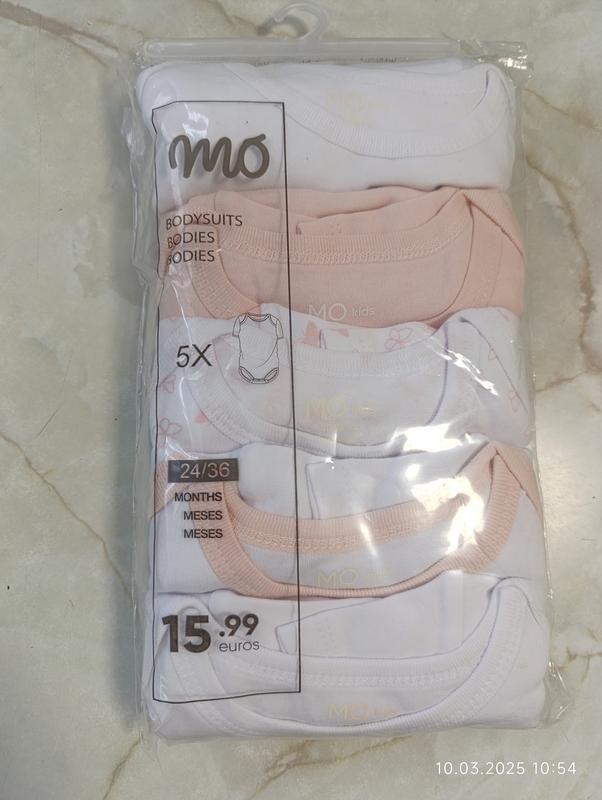 mo
BODYSUITS
BODIES
BODIES
MO kids
5X
MO
24/36
MONTHS
MESES
MESES
MO
15.99
euros
MO
10.03.2025 10:54